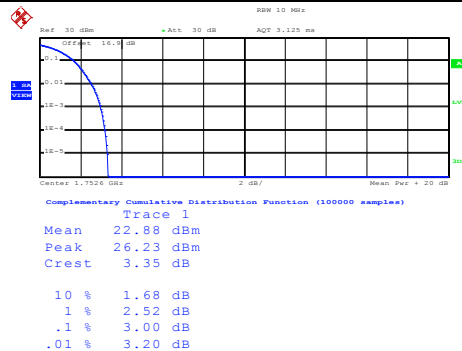 RBW 10 MHz
Ref 30 dBm Att 30 dB AQT 3.125 ms
Offset 16.9 dB
0.1
A
0.01
1 SA
VIEW
1E-3
LV
1E-4
1E-5
Center 1.7526 GHz 2 dB/ Mean Pwr + 20 dB
Complementary Cumulative Distribution Function (100000 samples)
Trace 1
Mean 22.88 dBm
Peak 26.23 dBm
Crest 3.35 dB
10 % 1.68 dB
1 % 2.52 dB
.1 % 3.00 dB
.01 % 3.20 dB